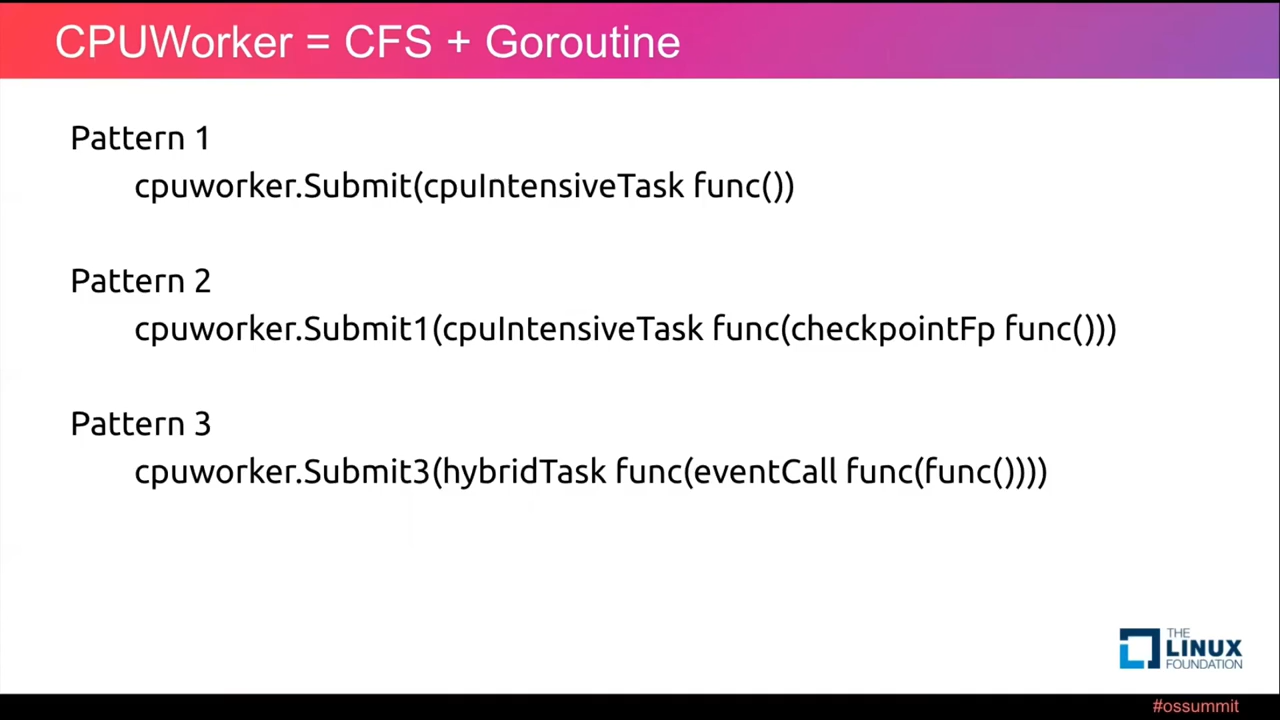 CPUWorker = CFS + Goroutine
Pattern 1
cpuworker.Submit(cpuIntensiveTask func())
Pattern 2
cpuworker.Submit1(cpuIntensiveTask func(checkpointFp func()))
Pattern 3
cpuworker.Submit3(hybridTask func(eventCall func(func())))
THE
LINUX
FOUNDATION
#ossummit